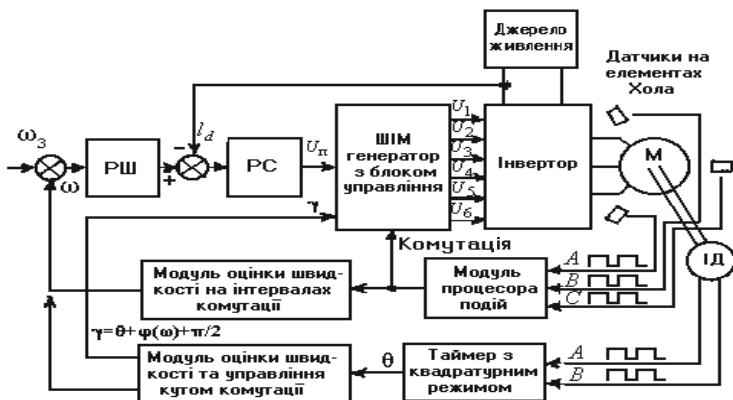 Джерело
живлення
Датчики на
елементах
Хола
ω₃
ω
РШ
−
+
I_d
РС
U_п
ШІМ
генератор
з блоком
управління
γ
U₁
U₂
U₃
U₄
U₅
U₆
Інвертор
М
ІД
Комутація
Модуль оцінки швид-
кості на інтервалах
комутації
Модуль
процесора
подій
A
B
C
γ=θ+φ(ω)+π/2
Модуль оцінки швид-
кості та управління
кутом комутації
θ
Таймер з
квадратурним
режимом
A
B